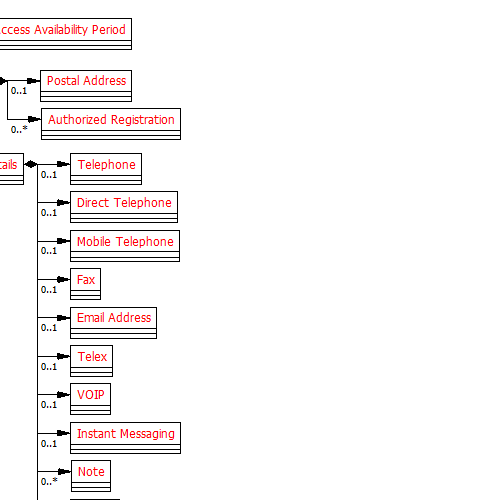 Access Availability Period
Postal Address
0..1
Authorized Registration
0..*
Telephone
0..1
Direct Telephone
0..1
Mobile Telephone
0..1
Fax
0..1
Email Address
0..1
Telex
0..1
VOIP
0..1
Instant Messaging
0..1
Note
0..*